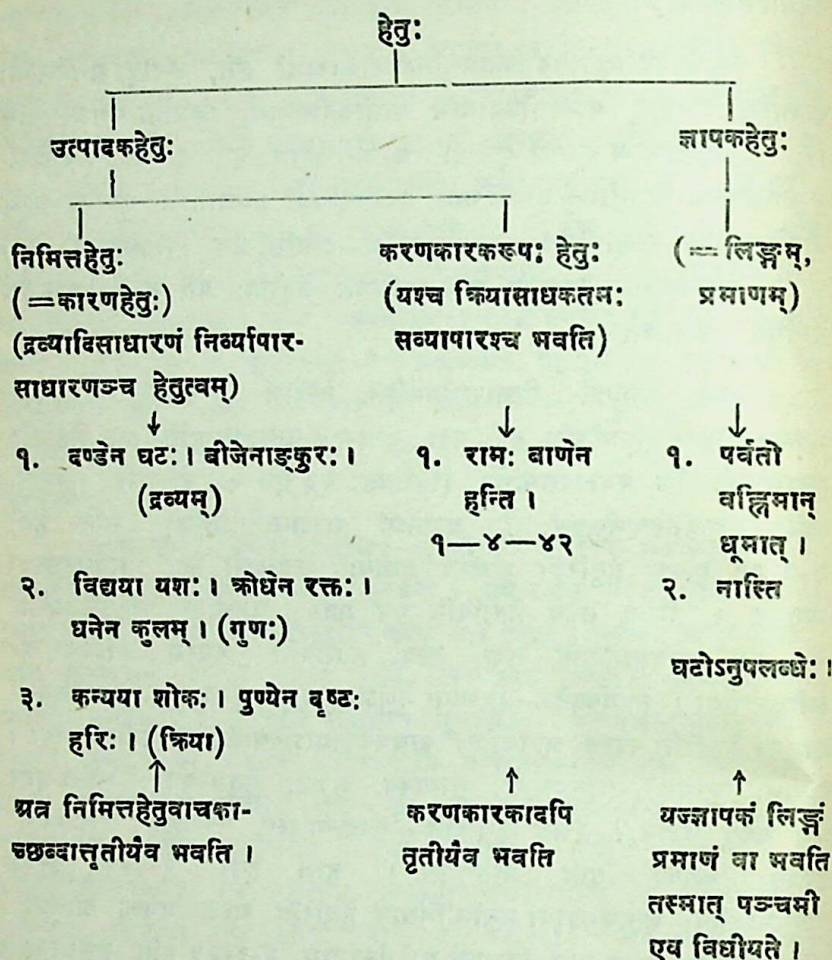 हेतुः
उत्पादकहेतुः
ज्ञापकहेतुः
निमित्तहेतुः
(=कारणहेतुः)
(द्रव्यादिसाधारणं निर्व्यापार-
साधारणञ्च हेतुत्वम्)
करणकारकरूपः हेतुः
(यश्च क्रियासाधकतमः
सव्यापारश्च भवति)
(=लिङ्गम्,
प्रमाणम्)
१. दण्डेन घटः। बीजेनाङ्कुरः।
(द्रव्यम्)
२. विद्यया यशः। क्रोधेन रक्तः।
धनेन कुलम्। (गुणः)
३. कन्यया शोकः। पुण्येन दृष्टः
हरिः। (क्रिया)
अत्र निमित्तहेतुवाचका-
च्छब्दात्तृतीयैव भवति।
१. रामः बाणेन
हन्ति।
१—४—४२
करणकारकादपि
तृतीयैव भवति
१. पर्वतो
वह्निमान्
धूमात्।
२. नास्ति
घटोऽनुपलब्धेः।
यज्ज्ञापकं लिङ्गं
प्रमाणं वा भवति
तस्मात् पञ्चमी
एव विधीयते।